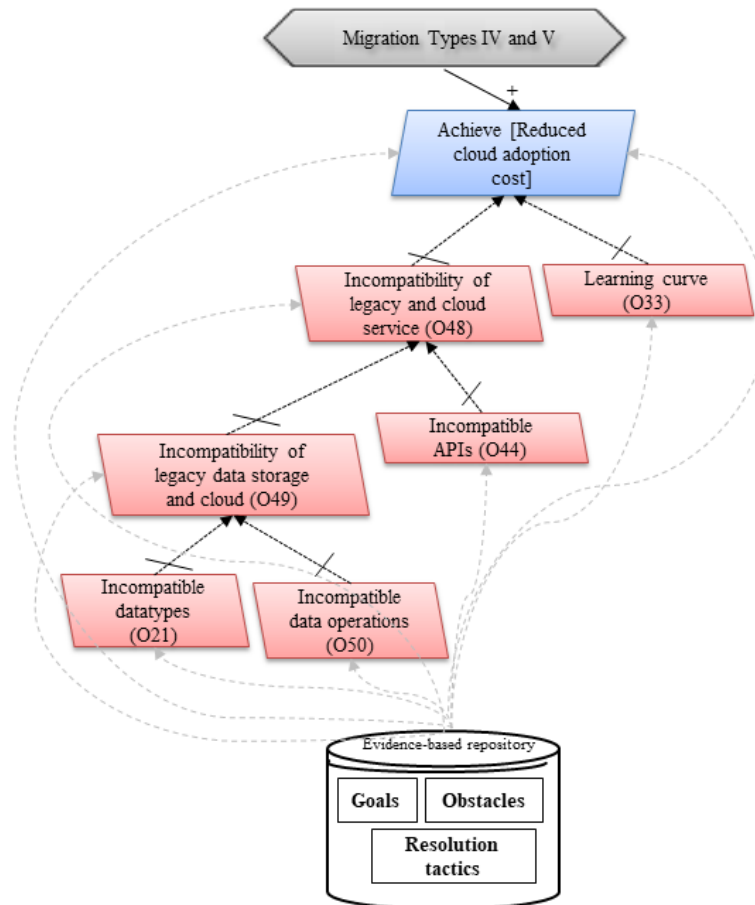 Migration Types IV and V
+
Achieve [Reduced
cloud adoption
cost]
Incompatibility of
legacy and cloud
service (O48)
Learning curve
(O33)
Incompatibility of
legacy data storage
and cloud (O49)
Incompatible
APIs (O44)
Incompatible
datatypes
(O21)
Incompatible
data operations
(O50)
Evidence-based repository
Goals
Obstacles
Resolution
tactics